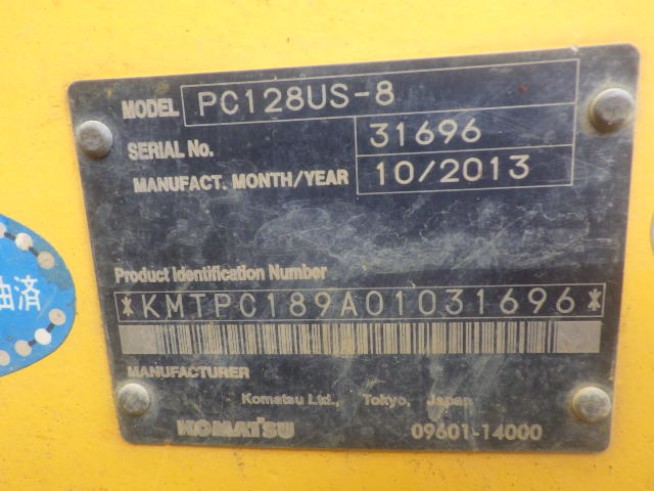 MODEL PC128US-8
SERIAL No. 31696
MANUFACT. MONTH/YEAR 10/2013
Product Identification Number
*KMTPC189A01031696*
MANUFACTURER
Komatsu Ltd., Tokyo, Japan
KOMATSU 09601-14000
油済